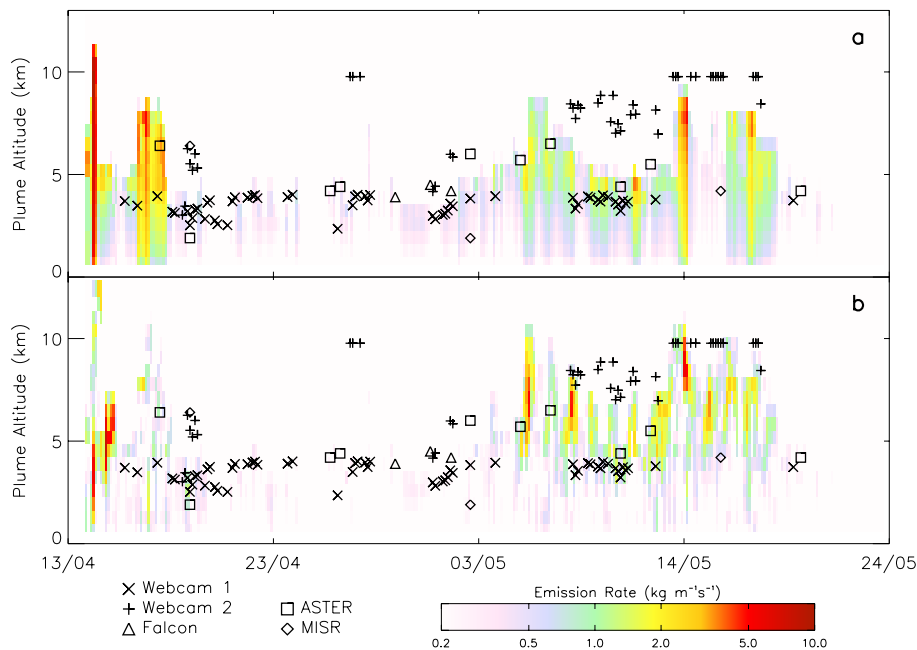 a
10
5
0
Plume Altitude (km)
b
10
5
0
Plume Altitude (km)
13/04 23/04 03/05 14/05 24/05
Webcam 1
Webcam 2
Falcon
ASTER
MISR
Emission Rate (kg m⁻¹s⁻¹)
0.2 0.5 1.0 2.0 5.0 10.0